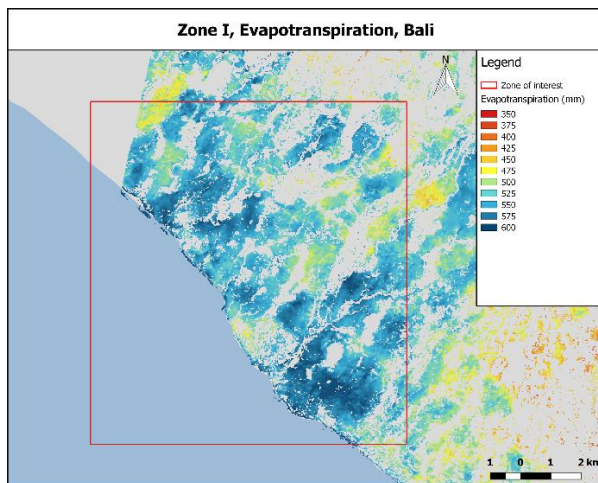 Zone I, Evapotranspiration, Bali
N
Legend
Zone of interest
Evapotranspiration (mm)
350
375
400
425
450
475
500
525
550
575
600
1 0 1 2 km